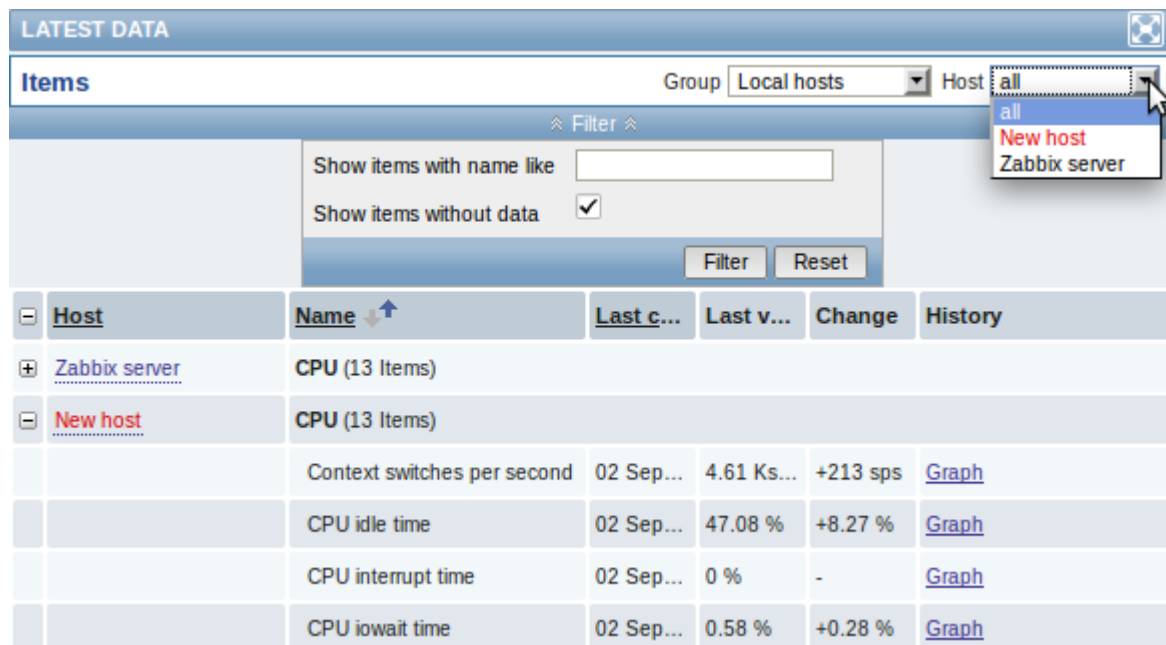 LATEST DATA
Items Group Local hosts Host all
all
New host
Zabbix server
Filter
Show items with name like
Show items without data
Filter Reset
Host Name Last c... Last v... Change History
Zabbix server CPU (13 Items)
New host CPU (13 Items)
Context switches per second 02 Sep... 4.61 Ks... +213 sps Graph
CPU idle time 02 Sep... 47.08 % +8.27 % Graph
CPU interrupt time 02 Sep... 0 % - Graph
CPU iowait time 02 Sep... 0.58 % +0.28 % Graph